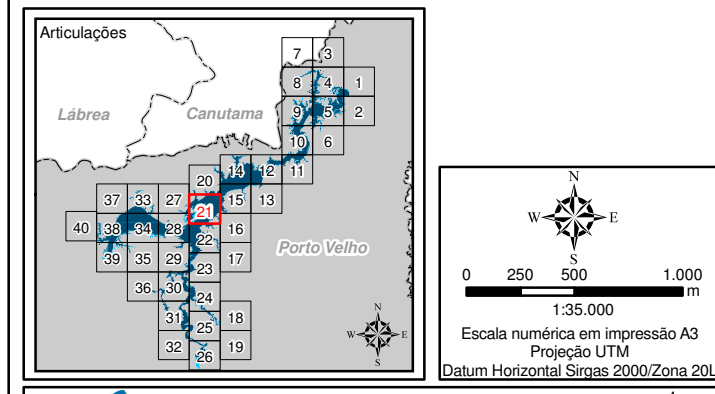 Articulações
7 3
8 4 1
Lábrea
Canutama
9 5 2
10 6
20 14 12 11
37 33 27 21 15 13
40 38 34 28 22 16
Porto Velho
39 35 29 23 17
36 30 24
31 25 18
32 26 19
N
W E
S
N
W E
S
0 250 500 1.000
m
1:35.000
Escala numérica em impressão A3
Projeção UTM
Datum Horizontal Sirgas 2000/Zona 20L